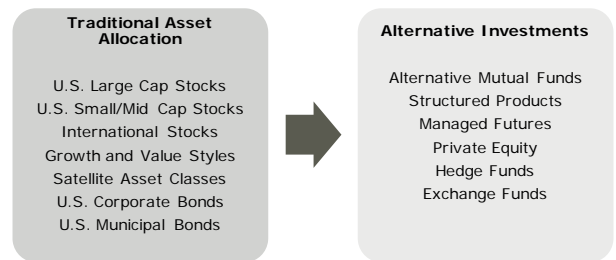 Traditional Asset
Allocation
U.S. Large Cap Stocks
U.S. Small/Mid Cap Stocks
International Stocks
Growth and Value Styles
Satellite Asset Classes
U.S. Corporate Bonds
U.S. Municipal Bonds
Alternative Investments
Alternative Mutual Funds
Structured Products
Managed Futures
Private Equity
Hedge Funds
Exchange Funds